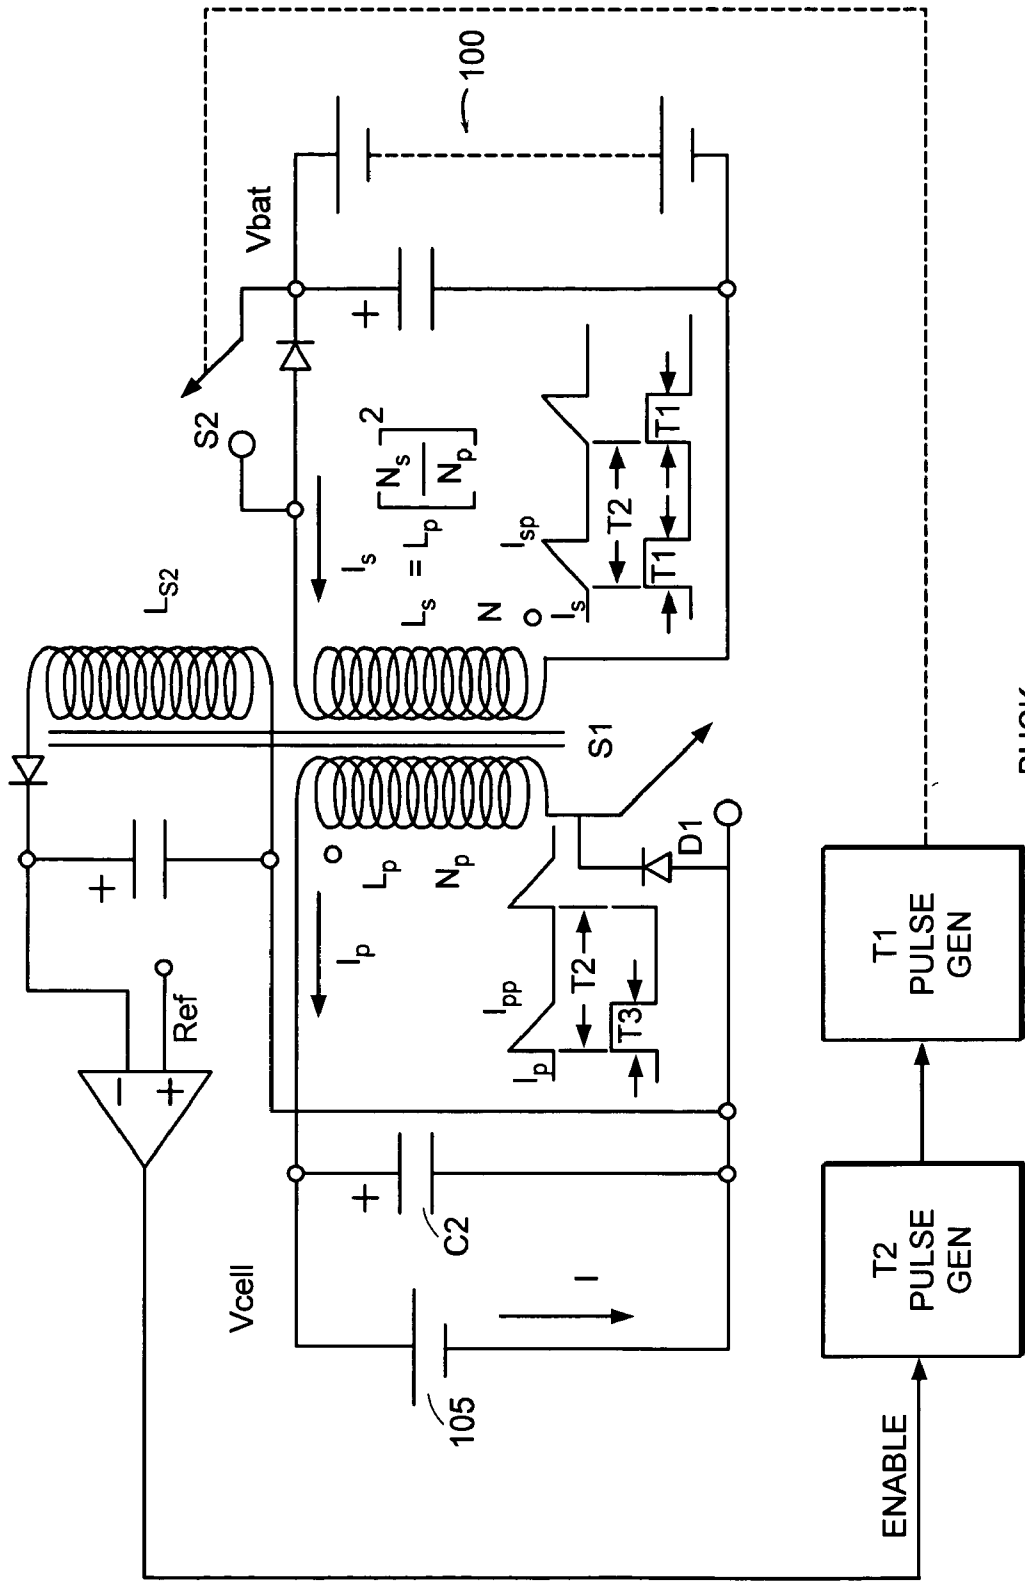 L_S2
Vbat
S2
100
+
Ref
−
+
I_s
L_s = L_p [N_s / N_p]^2
I_p
L_p
N_p
N
S1
I_s
I_sp
T2
T1
T1
Vcell
+
C2
105
I
I_p
I_pp
T2
T3
D1
+
ENABLE
T2
PULSE
GEN
T1
PULSE
GEN